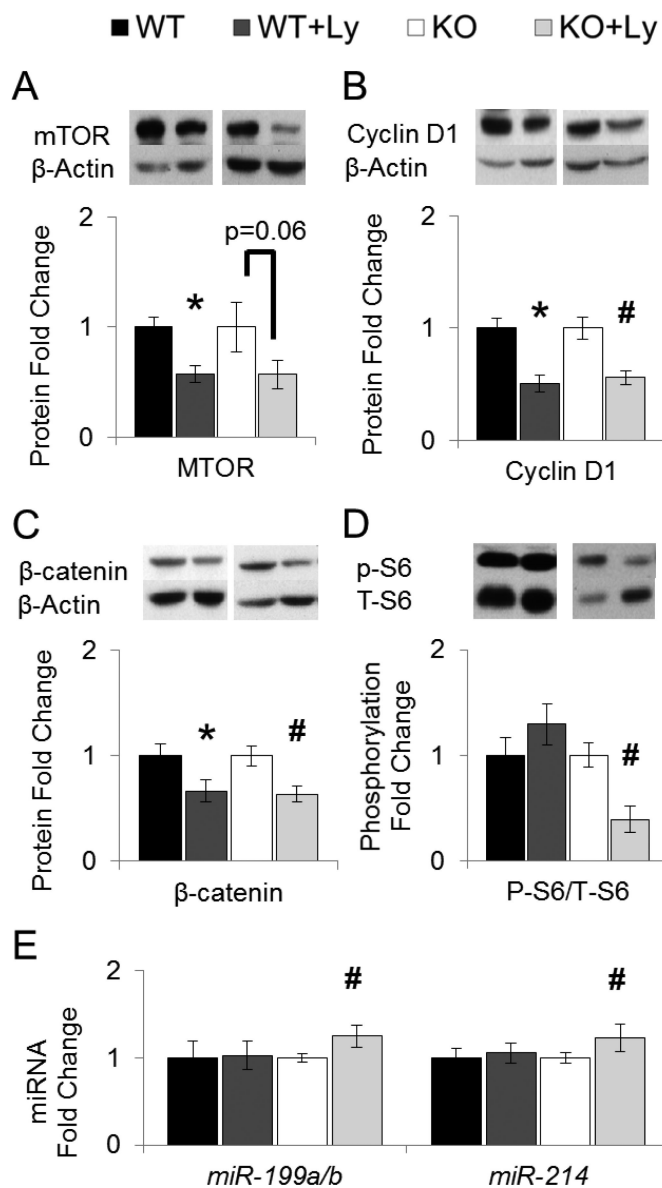 WT WT+Ly KO KO+Ly
A
mTOR
β-Actin
2
p=0.06
*
1
0
Protein Fold Change
MTOR
B
Cyclin D1
β-Actin
2
*
#
1
0
Protein Fold Change
Cyclin D1
C
β-catenin
β-Actin
2
*
#
1
0
Protein Fold Change
β-catenin
D
p-S6
T-S6
2
#
1
0
Phosphorylation
Fold Change
P-S6/T-S6
E
2
#
#
1
0
miRNA
Fold Change
miR-199a/b
miR-214